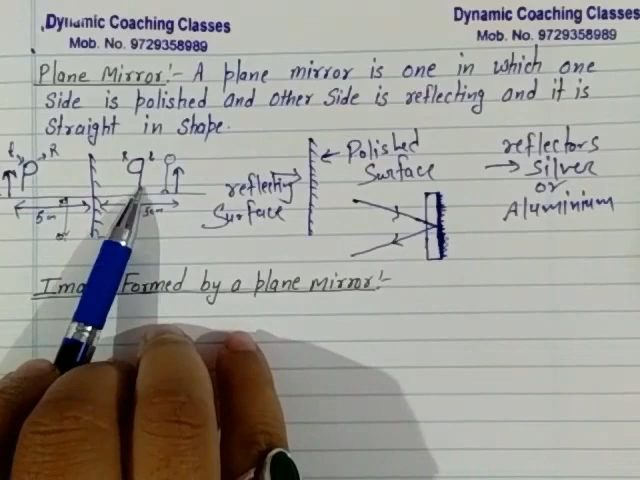 Dynamic Coaching Classes
Mob. No. 9729358989
Dynamic Coaching Classes
Mob. No. 9729358989
Plane Mirror:- A plane mirror is one in which one
Side is polished and other Side is reflecting and it is
Straight in Shape.
R
5m
5m
reflecting
Surface
Polished
Surface
reflectors
Silver
or
Aluminium
Formed by a plane mirror:-